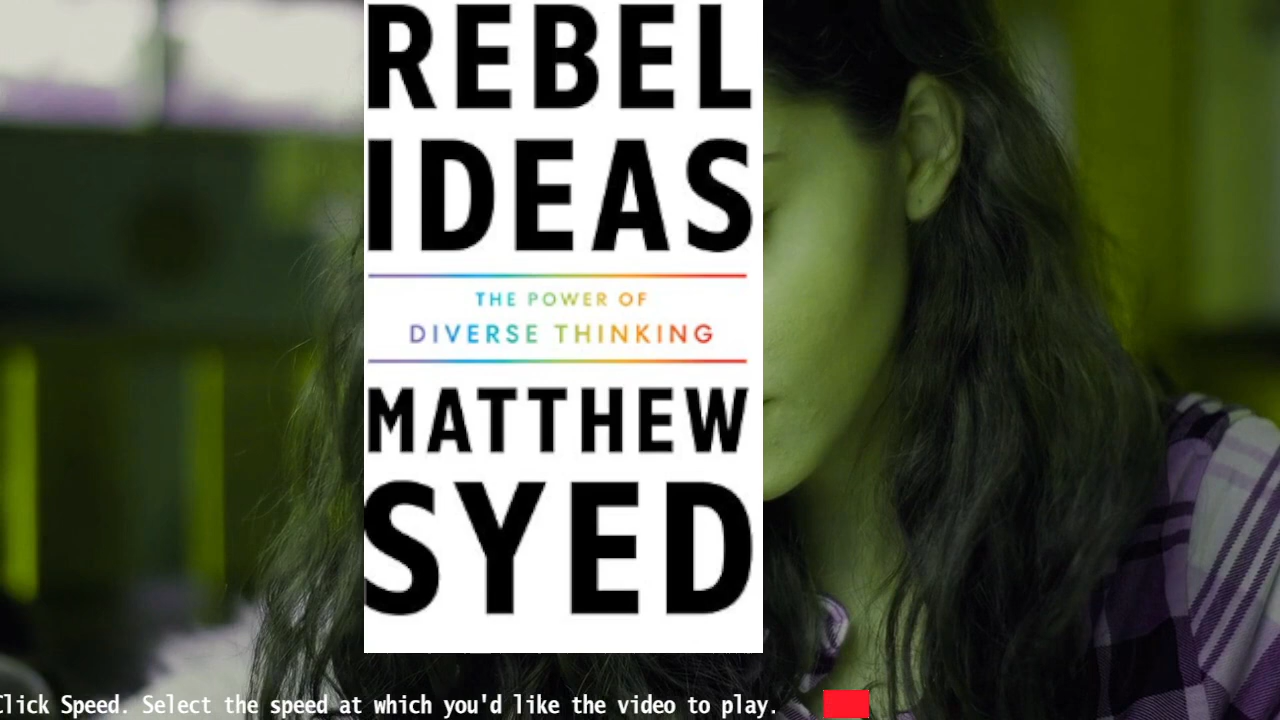 REBEL
IDEAS
THE POWER OF
DIVERSE THINKING
MATTHEW
SYED
Click Speed. Select the speed at which you'd like the video to play.